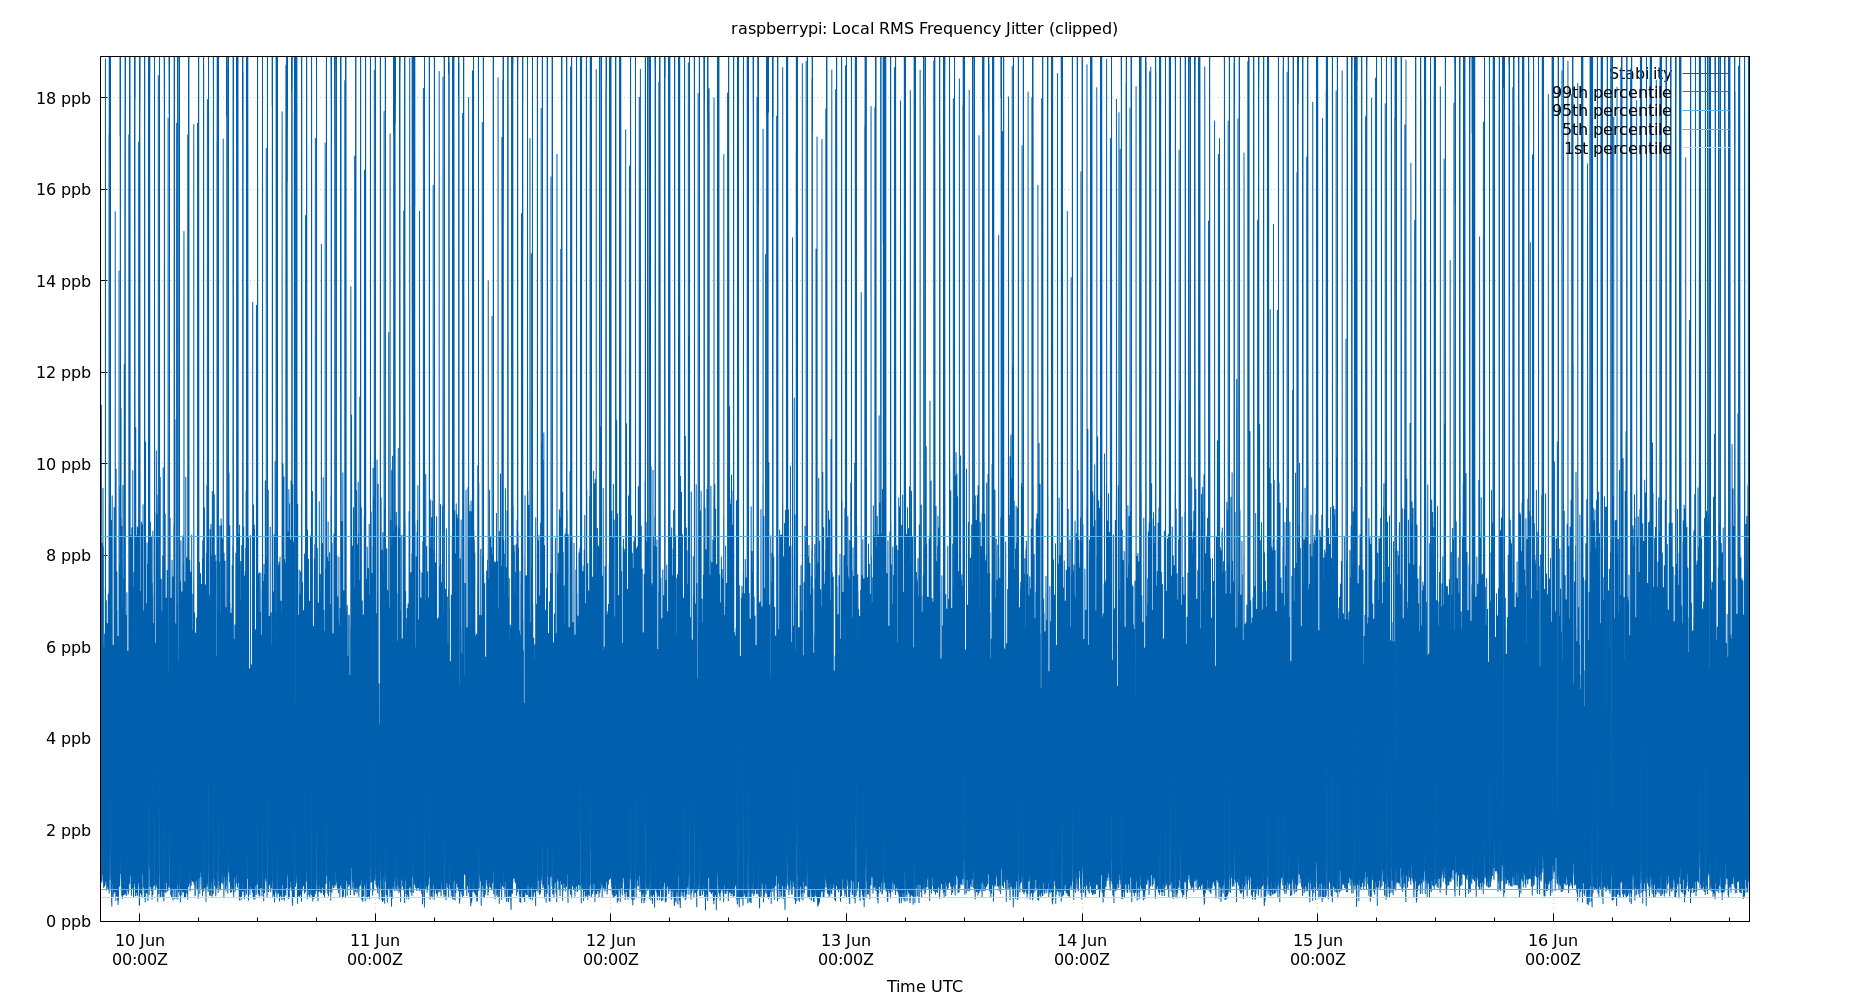 raspberrypi: Local RMS Frequency Jitter (clipped)
Stability
99th percentile
95th percentile
5th percentile
1st percentile
18 ppb
16 ppb
14 ppb
12 ppb
10 ppb
8 ppb
6 ppb
4 ppb
2 ppb
0 ppb
10 Jun 11 Jun 12 Jun 13 Jun 14 Jun 15 Jun 16 Jun
00:00Z 00:00Z 00:00Z 00:00Z 00:00Z 00:00Z 00:00Z
Time UTC